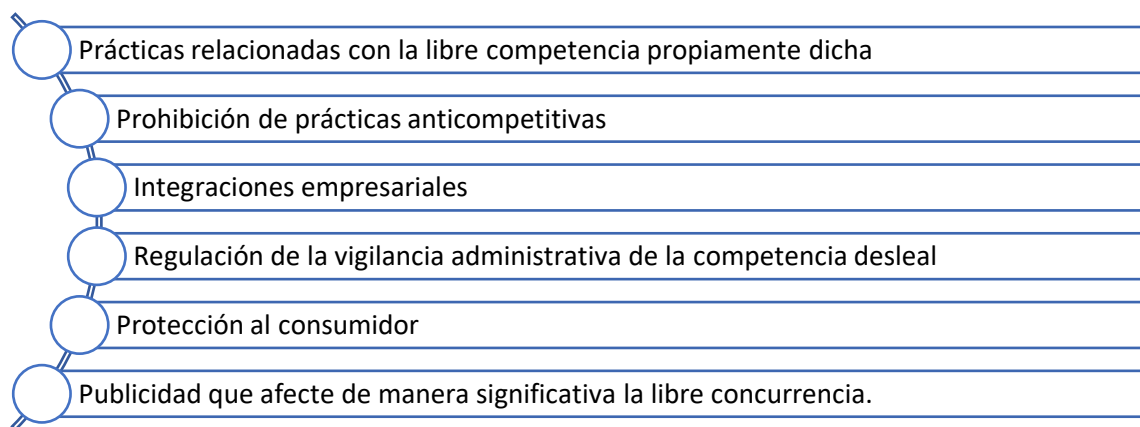 Prácticas relacionadas con la libre competencia propiamente dicha
Prohibición de prácticas anticompetitivas
Integraciones empresariales
Regulación de la vigilancia administrativa de la competencia desleal
Protección al consumidor
Publicidad que afecte de manera significativa la libre concurrencia.